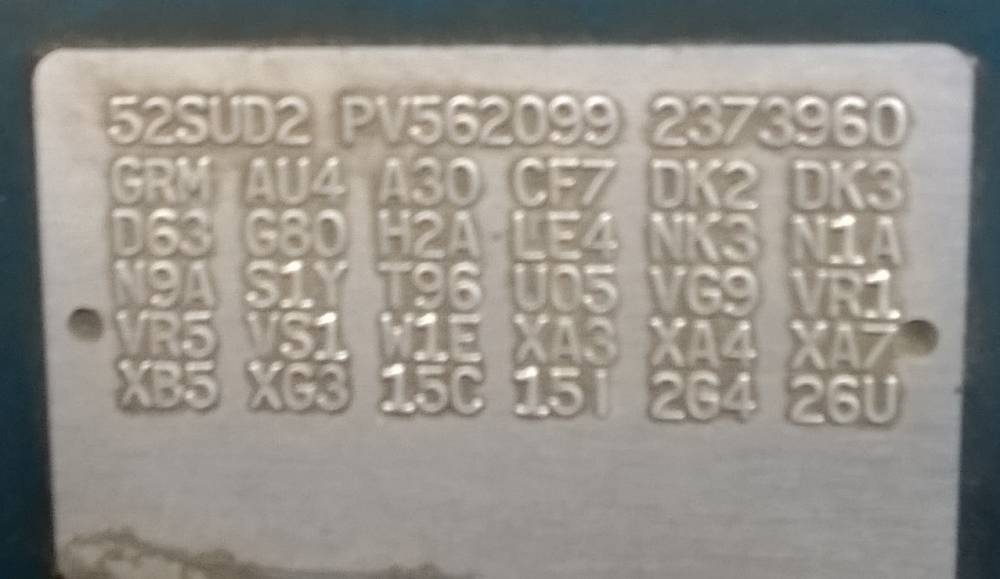 52SUD2 PV562099 2373960
GRM AU4 A30 CF7 DK2 DK3
D63 G80 H2A LE4 NK3 N1A
N9A S1Y T96 U05 VG9 VR1
VR5 VS1 W1E XA3 XA4 XA7
XB5 XG3 15C 15I 2G4 26U